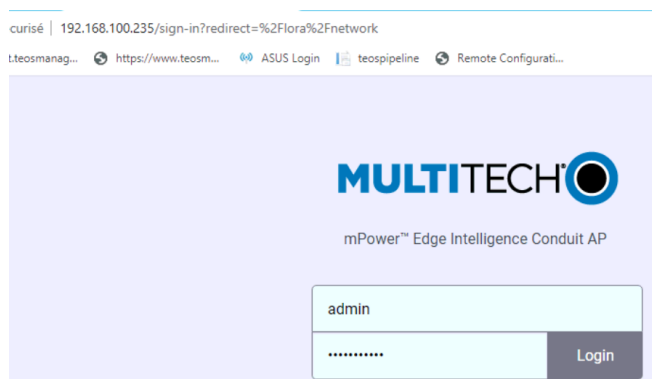 curisé | 192.168.100.235/sign-in?redirect=%2Flora%2Fnetwork
t.teosmanag... https://www.teosm... ASUS Login teospipeline Remote Configurati...
MULTITECH®
mPower™ Edge Intelligence Conduit AP
admin
••••••••••• Login